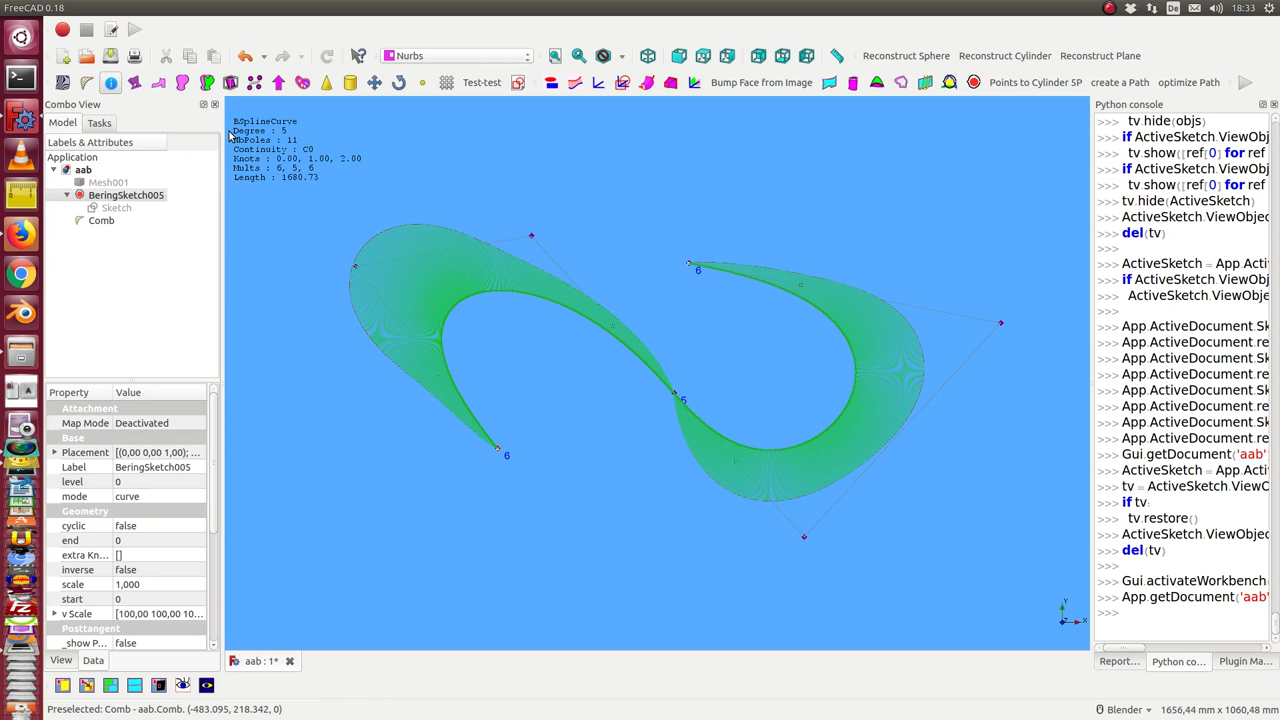 FreeCAD 0.18
De
18:33
Nurbs
Reconstruct Sphere
Reconstruct Cylinder
Reconstruct Plane
Test-test
Bump Face from Image
Points to Cylinder 5P
create a Path
optimize Path
Combo View
Model
Tasks
Labels & Attributes
Application
aab
Mesh001
BeringSketch005
Sketch
Comb
Property
Value
Attachment
Map Mode Deactivated
Base
Placement [(0,00 0,00 1,00); ...
Label BeringSketch005
level 0
mode curve
Geometry
cyclic false
end 0
extra Kn... []
inverse false
scale 1,000
start 0
v Scale [100,00 100,00 10...
Posttangent
_show P... false
View
Data
BSplineCurve
Degree : 5
NbPoles : 11
Continuity : C0
Knots : 0.00, 1.00, 2.00
Mults : 6, 5, 6
Length : 1680.73
6
5
6
Y
Z
X
aab : 1*
Python console
>>> tv.hide(objs)
>>> if ActiveSketch.ViewObj
>>> tv.show([ref[0] for ref
>>> if ActiveSketch.ViewObj
>>> tv.show([ref[0] for ref
>>> tv.hide(ActiveSketch)
>>> ActiveSketch.ViewObjec
>>> del(tv)
>>>
>>> ActiveSketch = App.Acti
>>> if ActiveSketch.ViewObj
>>> ActiveSketch.ViewObje
>>>
>>> App.ActiveDocument.Sk
>>> App.ActiveDocument.re
>>> App.ActiveDocument.Sk
>>> App.ActiveDocument.re
>>> App.ActiveDocument.re
>>> App.ActiveDocument.re
>>> App.ActiveDocument.Sk
>>> App.ActiveDocument.re
>>> Gui.getDocument('aab'
>>> ActiveSketch = App.Acti
>>> tv = ActiveSketch.ViewO
>>> if tv:
>>> tv.restore()
>>> ActiveSketch.ViewObjec
>>> del(tv)
>>>
>>> Gui.activateWorkbench(
>>> App.getDocument('aab'
>>>
Report...
Python co...
Plugin Ma...
Preselected: Comb - aab.Comb. (-483.095, 218.342, 0)
Blender
1656,44 mm x 1060,48 mm